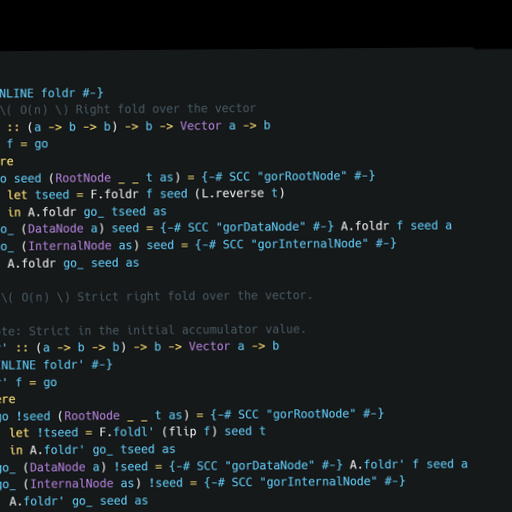 NLINE foldr #-}
\( O(n) \) Right fold over the vector
:: (a -> b -> b) -> b -> Vector a -> b
f = go
re
o seed (RootNode _ _ t as) = {-# SCC "gorRootNode" #-}
let tseed = F.foldr f seed (L.reverse t)
in A.foldr go_ tseed as
o_ (DataNode a) seed = {-# SCC "gorDataNode" #-} A.foldr f seed a
o_ (InternalNode as) seed = {-# SCC "gorInternalNode" #-}
A.foldr go_ seed as
\( O(n) \) Strict right fold over the vector.
ote: Strict in the initial accumulator value.
r' :: (a -> b -> b) -> b -> Vector a -> b
NLINE foldr' #-}
r' f = go
ere
go !seed (RootNode _ _ t as) = {-# SCC "gorRootNode" #-}
let !tseed = F.foldl' (flip f) seed t
in A.foldr' go_ tseed as
go_ (DataNode a) !seed = {-# SCC "gorDataNode" #-} A.foldr' f seed a
go_ (InternalNode as) !seed = {-# SCC "gorInternalNode" #-}
A.foldr' go_ seed as